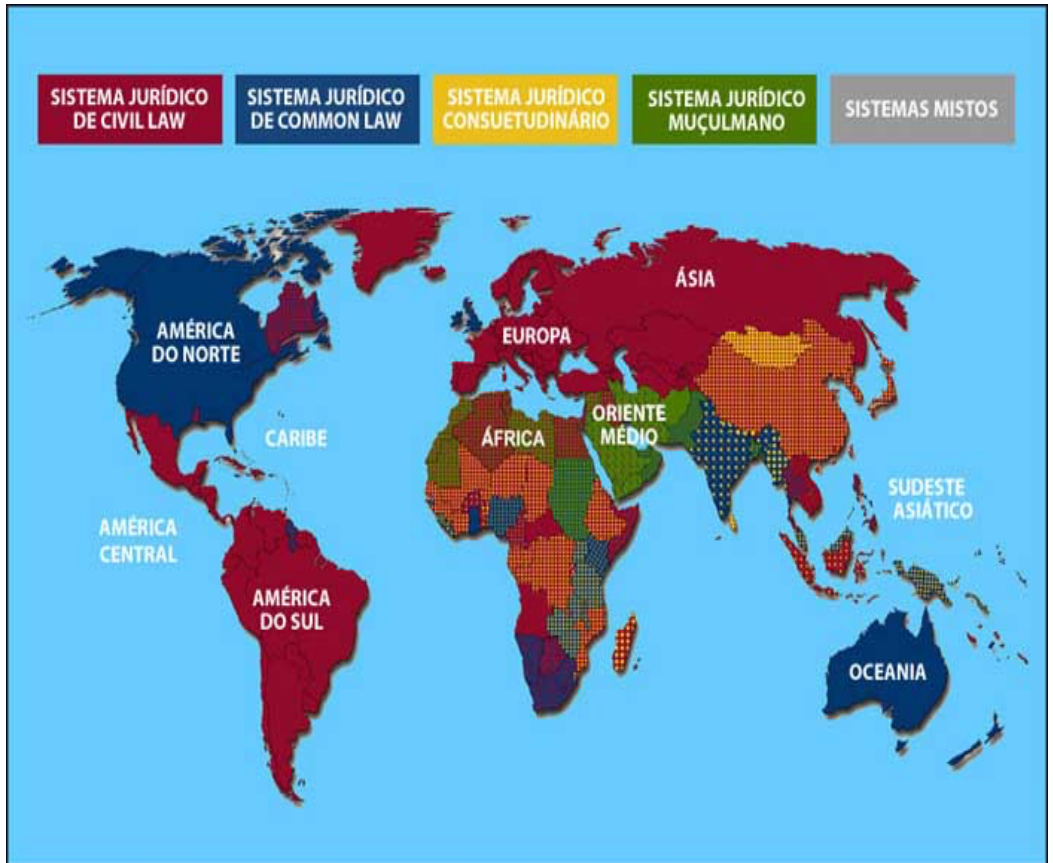 SISTEMA JURÍDICO
DE CIVIL LAW
SISTEMA JURÍDICO
DE COMMON LAW
SISTEMA JURÍDICO
CONSUETUDINÁRIO
SISTEMA JURÍDICO
MUÇULMANO
SISTEMAS MISTOS
ÁSIA
AMÉRICA
DO NORTE
EUROPA
ORIENTE
MÉDIO
CARIBE
ÁFRICA
SUDESTE
ASIÁTICO
AMÉRICA
CENTRAL
AMÉRICA
DO SUL
OCEANIA